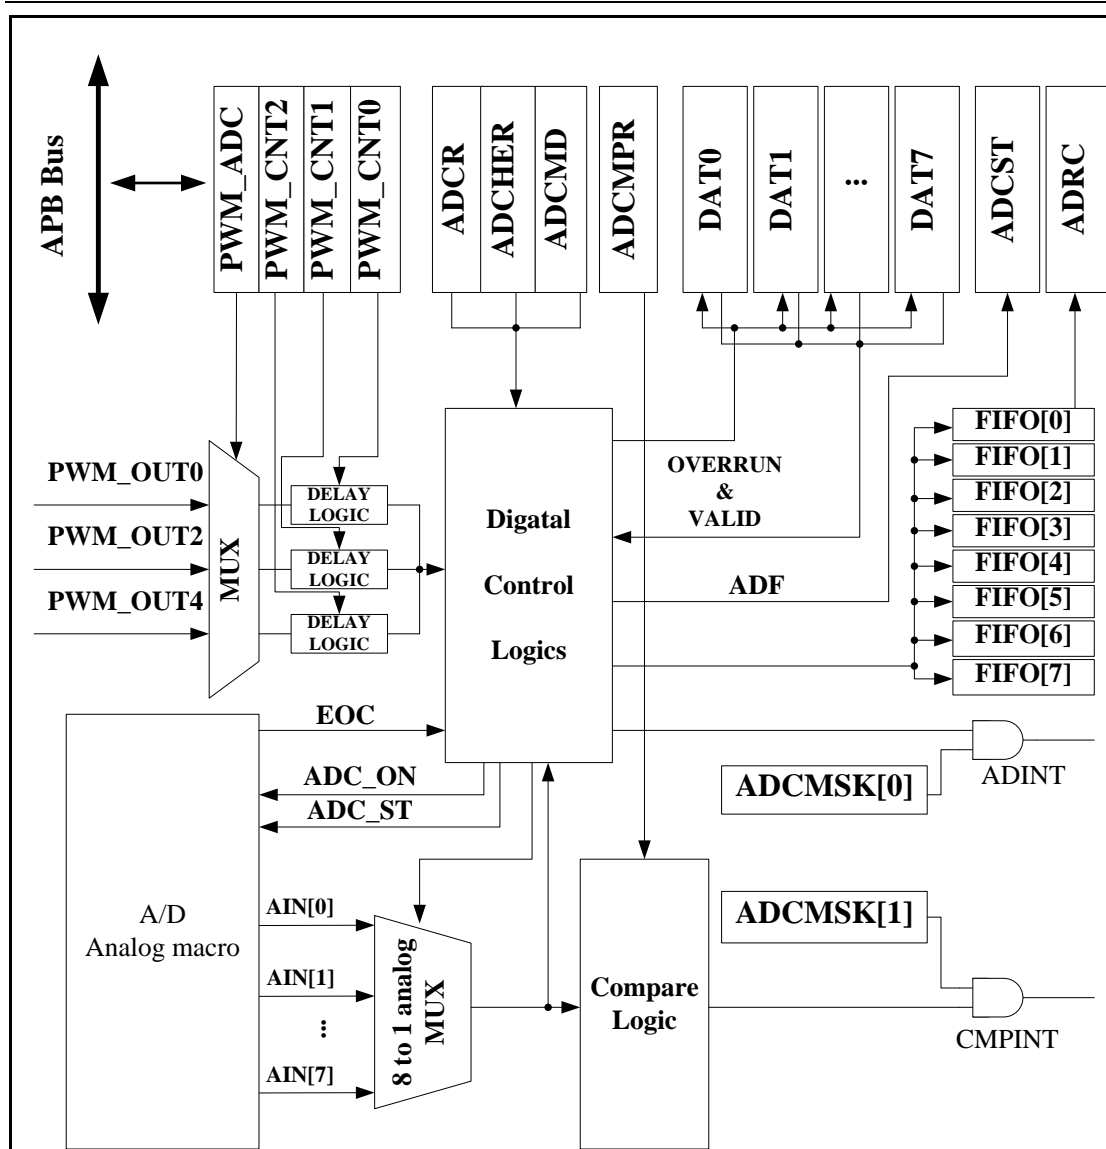 APB Bus
PWM_ADC
PWM_CNT2
PWM_CNT1
PWM_CNT0
ADCR
ADCHER
ADCMD
ADCMPR
DAT0
DAT1
...
DAT7
ADCST
ADRC
PWM_OUT0
PWM_OUT2
PWM_OUT4
MUX
DELAY
LOGIC
DELAY
LOGIC
DELAY
LOGIC
Digatal
Control
Logics
OVERRUN
&
VALID
ADF
FIFO[0]
FIFO[1]
FIFO[2]
FIFO[3]
FIFO[4]
FIFO[5]
FIFO[6]
FIFO[7]
EOC
ADC_ON
ADC_ST
ADCMSK[0]
ADINT
A/D
Analog macro
AIN[0]
AIN[1]
...
AIN[7]
8 to 1 analog
MUX
Compare
Logic
ADCMSK[1]
CMPINT